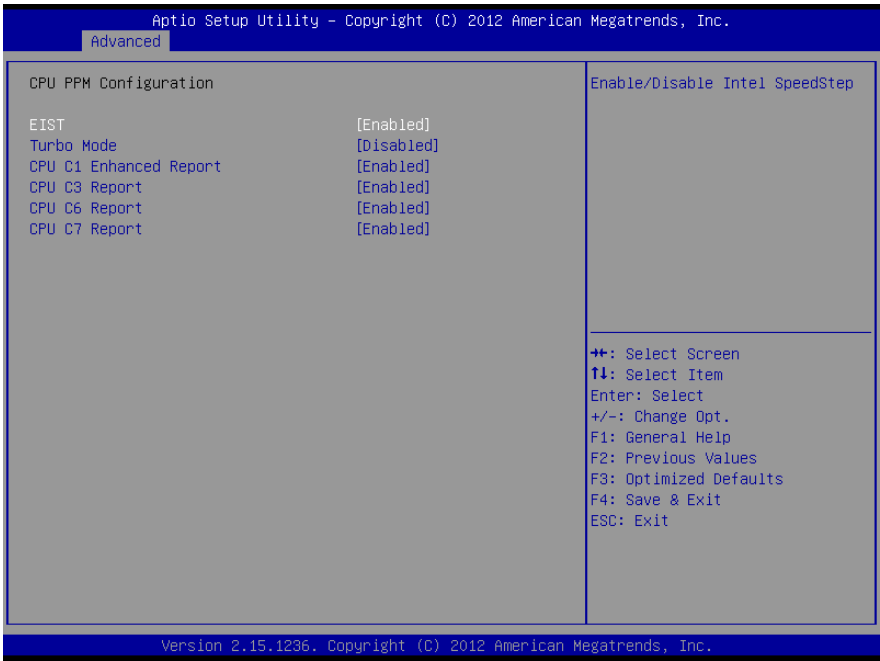 Aptio Setup Utility – Copyright (C) 2012 American Megatrends, Inc.
Advanced
CPU PPM Configuration
EIST [Enabled]
Turbo Mode [Disabled]
CPU C1 Enhanced Report [Enabled]
CPU C3 Report [Enabled]
CPU C6 Report [Enabled]
CPU C7 Report [Enabled]
Enable/Disable Intel SpeedStep
→←: Select Screen
↑↓: Select Item
Enter: Select
+/-: Change Opt.
F1: General Help
F2: Previous Values
F3: Optimized Defaults
F4: Save & Exit
ESC: Exit
Version 2.15.1236. Copyright (C) 2012 American Megatrends, Inc.